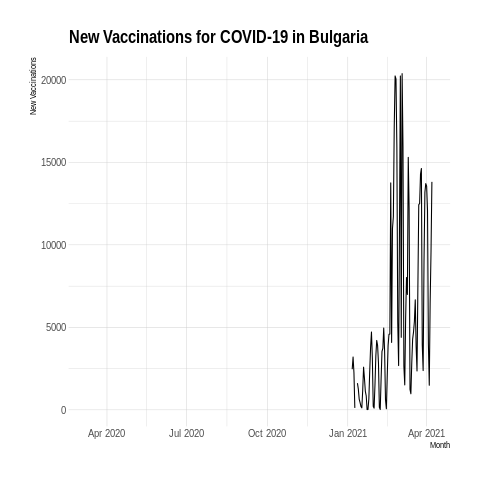 New Vaccinations for COVID-19 in Bulgaria
New Vaccinations
20000
15000
10000
5000
0
Apr 2020 Jul 2020 Oct 2020 Jan 2021 Apr 2021
Month